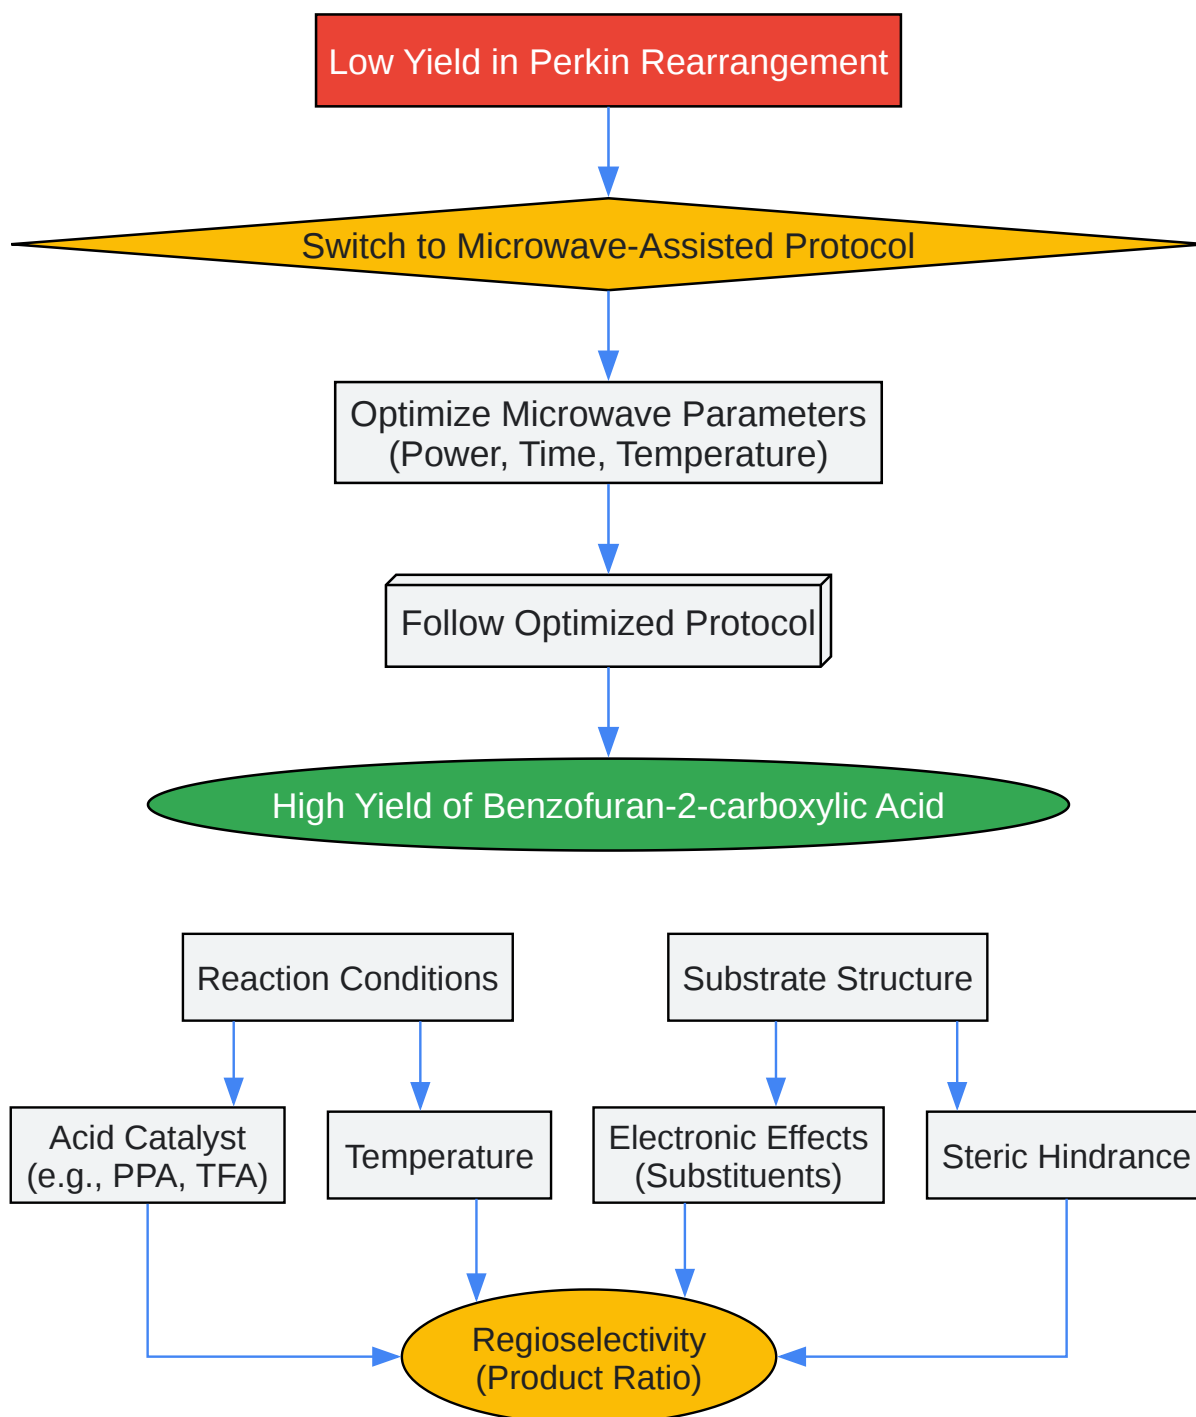 Low Yield in Perkin Rearrangement
Switch to Microwave-Assisted Protocol
Optimize Microwave Parameters
(Power, Time, Temperature)
Follow Optimized Protocol
High Yield of Benzofuran-2-carboxylic Acid
Reaction Conditions
Substrate Structure
Acid Catalyst
(e.g., PPA, TFA)
Temperature
Electronic Effects
(Substituents)
Steric Hindrance
Regioselectivity
(Product Ratio)